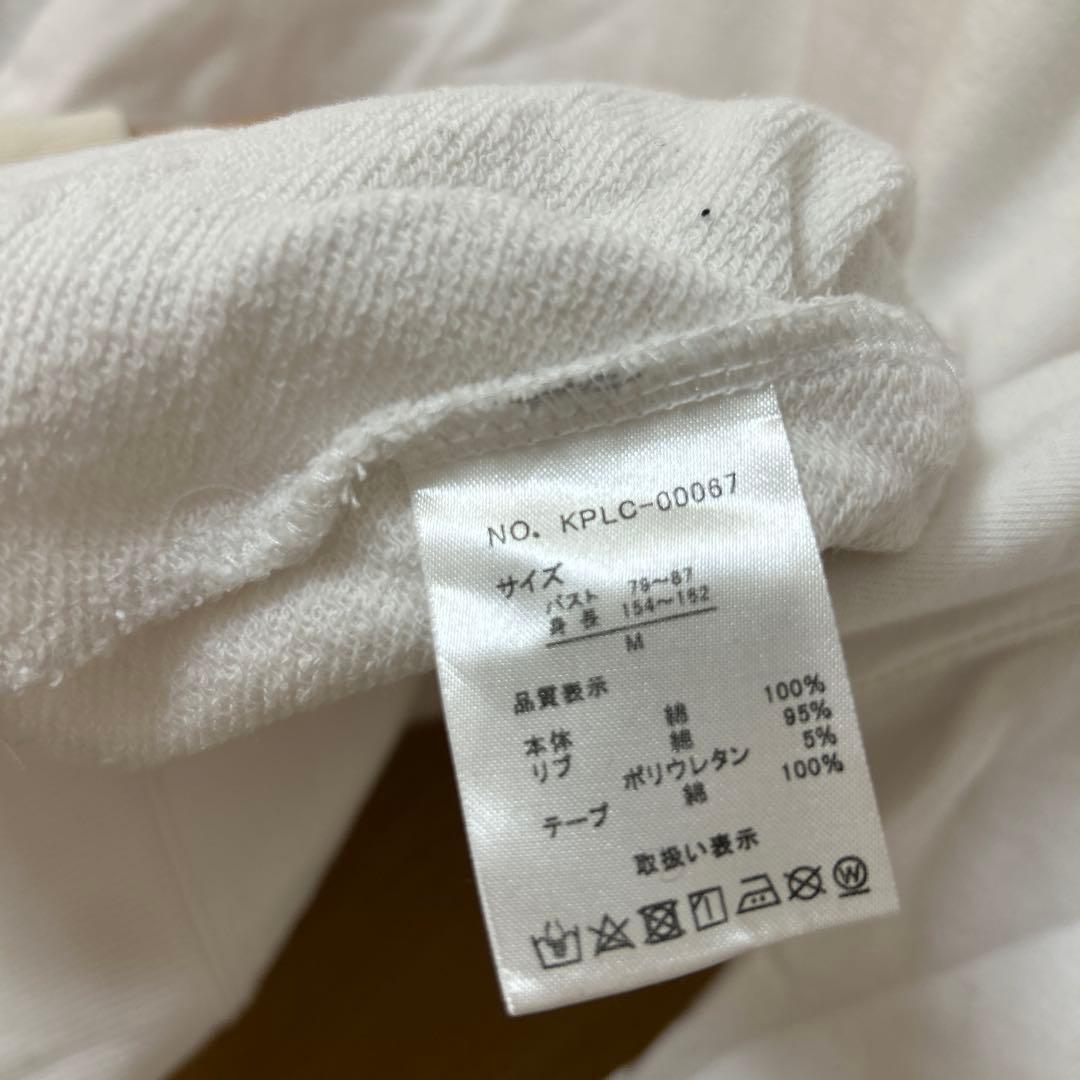 NO. KPLC-00067
サイズ
バスト 79～87
身長 154～162
M
品質表示
本体 綿 100%
リブ 綿 95%
ポリウレタン 5%
テープ 綿 100%
取扱い表示
W